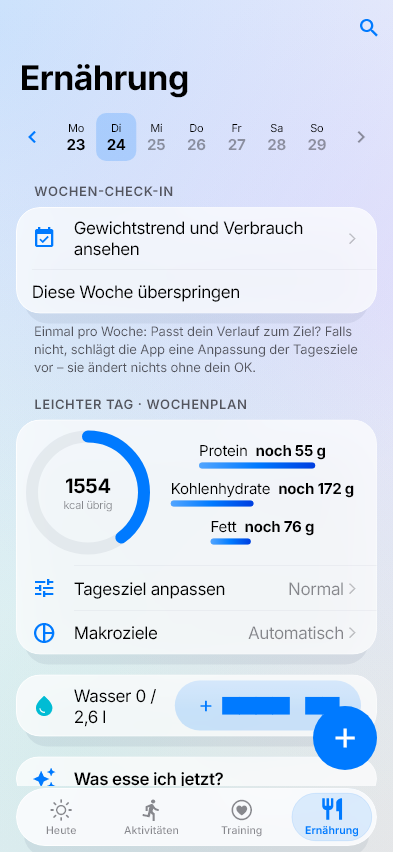 Ernährung
Mo Di Mi Do Fr Sa So
23 24 25 26 27 28 29
WOCHEN-CHECK-IN
Gewichtstrend und Verbrauch
ansehen
Diese Woche überspringen
Einmal pro Woche: Passt dein Verlauf zum Ziel? Falls
nicht, schlägt die App eine Anpassung der Tagesziele
vor – sie ändert nichts ohne dein OK.
LEICHTER TAG · WOCHENPLAN
1554
kcal übrig
Protein noch 55 g
Kohlenhydrate noch 172 g
Fett noch 76 g
Tagesziel anpassen Normal
Makroziele Automatisch
Wasser 0 /
2,6 l
+
Was esse ich jetzt?
Heute Aktivitäten Training Ernährung